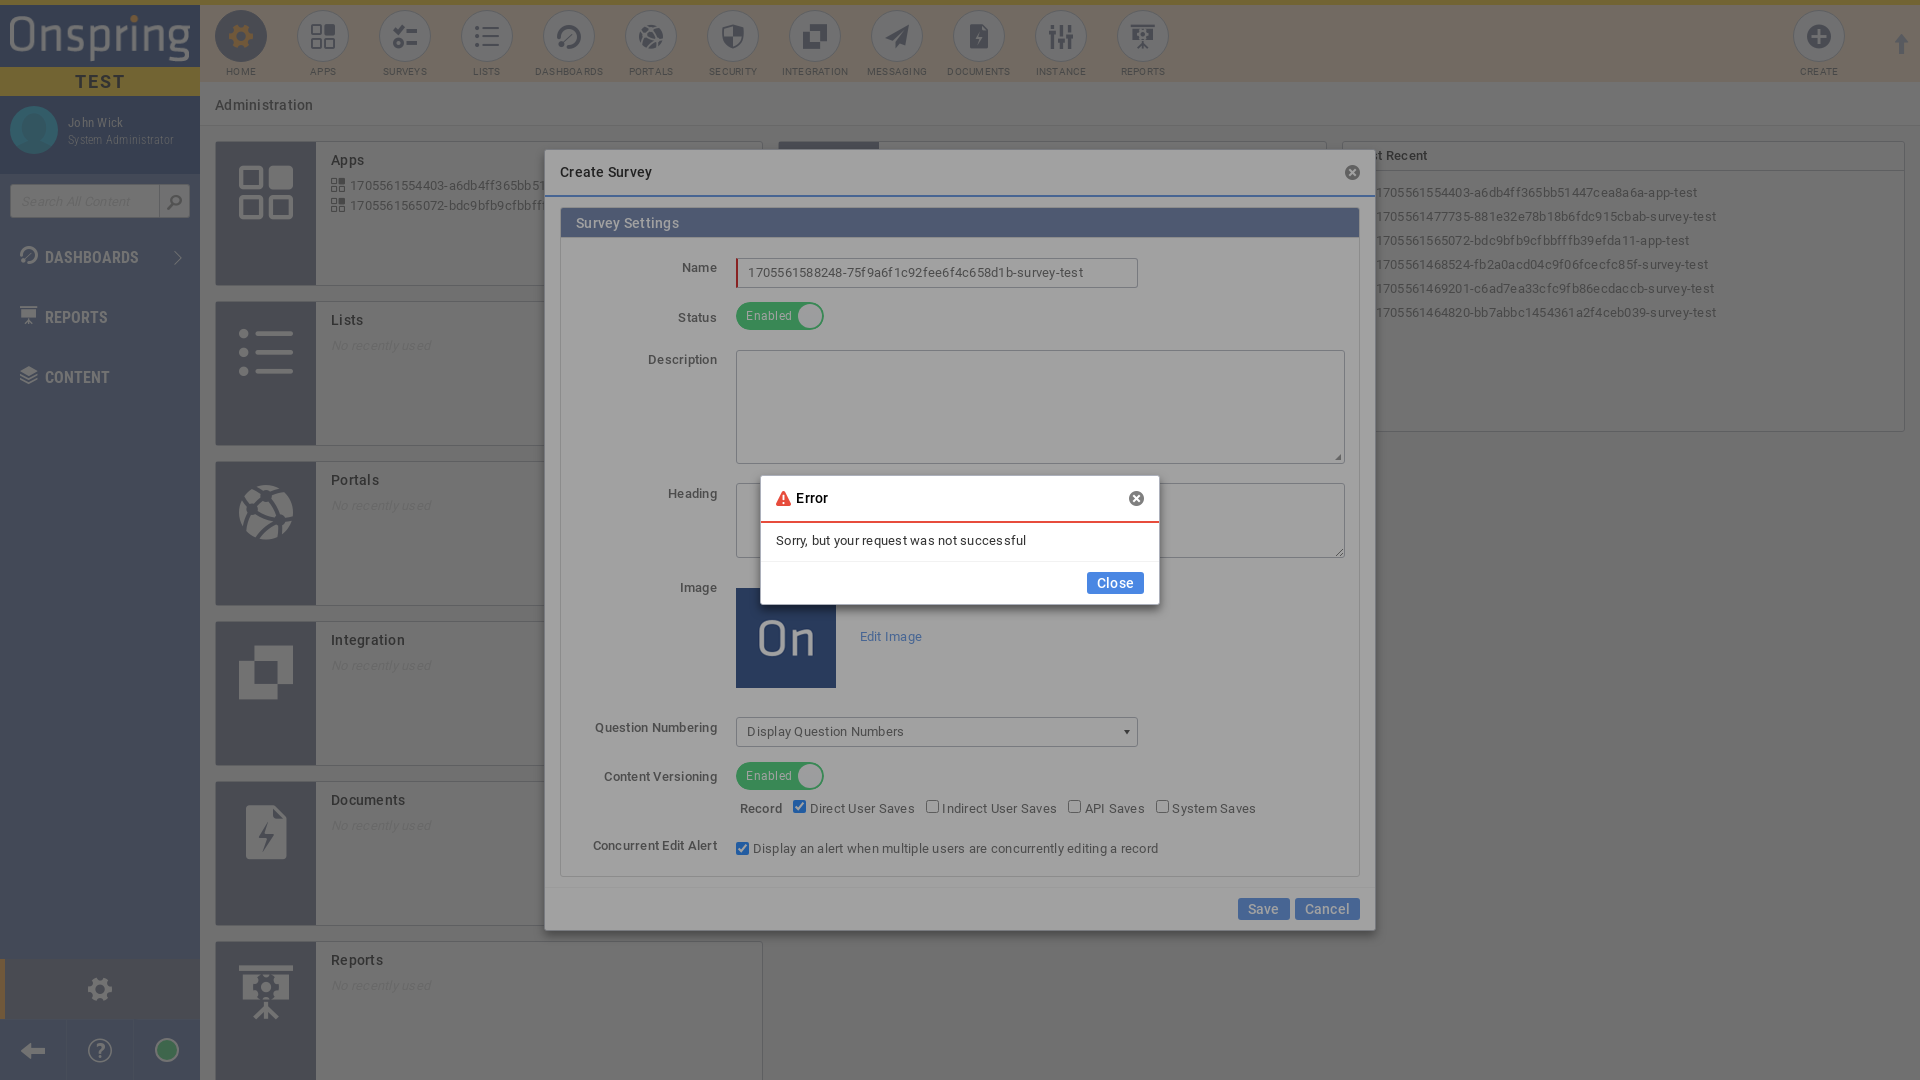 Onspring
TEST
John Wick
System Administrator
Search All Content
DASHBOARDS
REPORTS
CONTENT
HOME
APPS
SURVEYS
LISTS
DASHBOARDS
PORTALS
SECURITY
INTEGRATION
MESSAGING
DOCUMENTS
INSTANCE
REPORTS
CREATE
Administration
Apps
1705561554403-a6db4ff365bb51
1705561565072-bdc9bfb9cfbbff
Lists
No recently used
Portals
No recently used
Integration
No recently used
Documents
No recently used
Reports
No recently used
Create Survey
Survey Settings
Name
1705561588248-75f9a6f1c92fee6f4c658d1b-survey-test
Status
Enabled
Description
Heading
Image
On
Edit Image
Question Numbering
Display Question Numbers
Content Versioning
Enabled
Record Direct User Saves Indirect User Saves API Saves System Saves
Concurrent Edit Alert
Display an alert when multiple users are concurrently editing a record
Save Cancel
Error
Sorry, but your request was not successful
Close
st Recent
1705561554403-a6db4ff365bb51447cea8a6a-app-test
1705561477735-881e32e78b18b6fdc915cbab-survey-test
1705561565072-bdc9bfb9cfbbfffb39efda11-app-test
1705561468524-fb2a0acd04c9f06fcecfc85f-survey-test
1705561469201-c6ad7ea33cfc9fb86ecdaccb-survey-test
1705561464820-bb7abbc1454361a2f4ceb039-survey-test